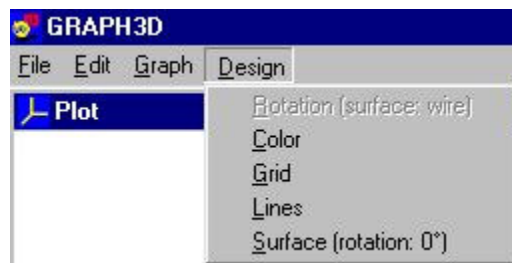 GRAPH3D
File Edit Graph Design
Plot
Rotation (surface: wire)
Color
Grid
Lines
Surface (rotation: 0°)